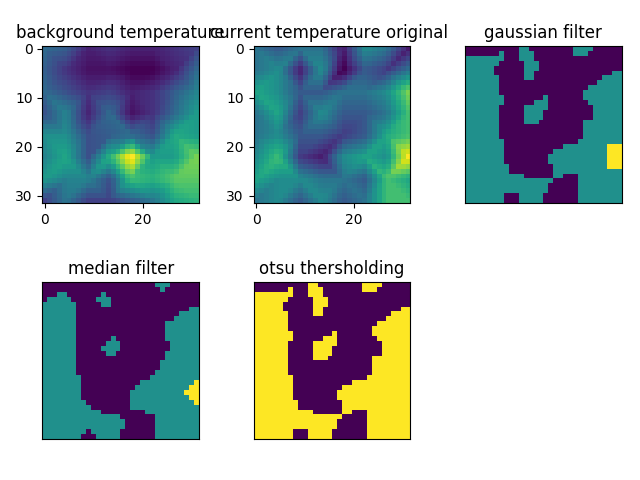 background temperature
current temperature original
gaussian filter
0
10
20
30
0
20
0
10
20
30
0
20
median filter
otsu thersholding